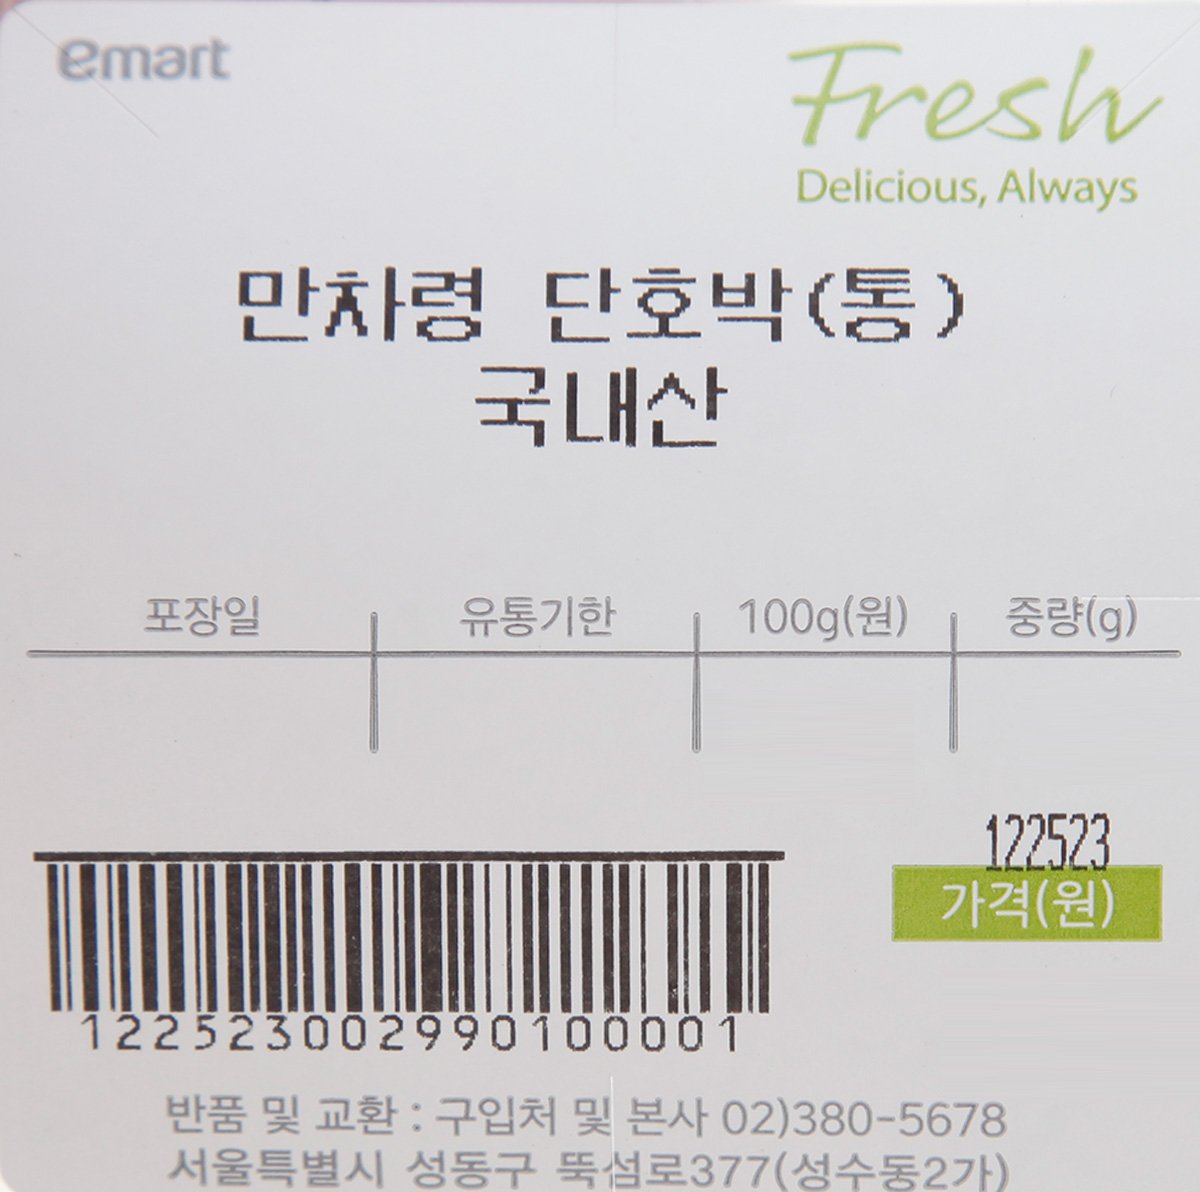 emart
Fresh
Delicious, Always
만차령 단호박(통)
국내산
포장일 유통기한 100g(원) 중량(g)
122523
가격(원)
122523002990100001
반품 및 교환 : 구입처 및 본사 02)380-5678
서울특별시 성동구 뚝섬로377(성수동2가)